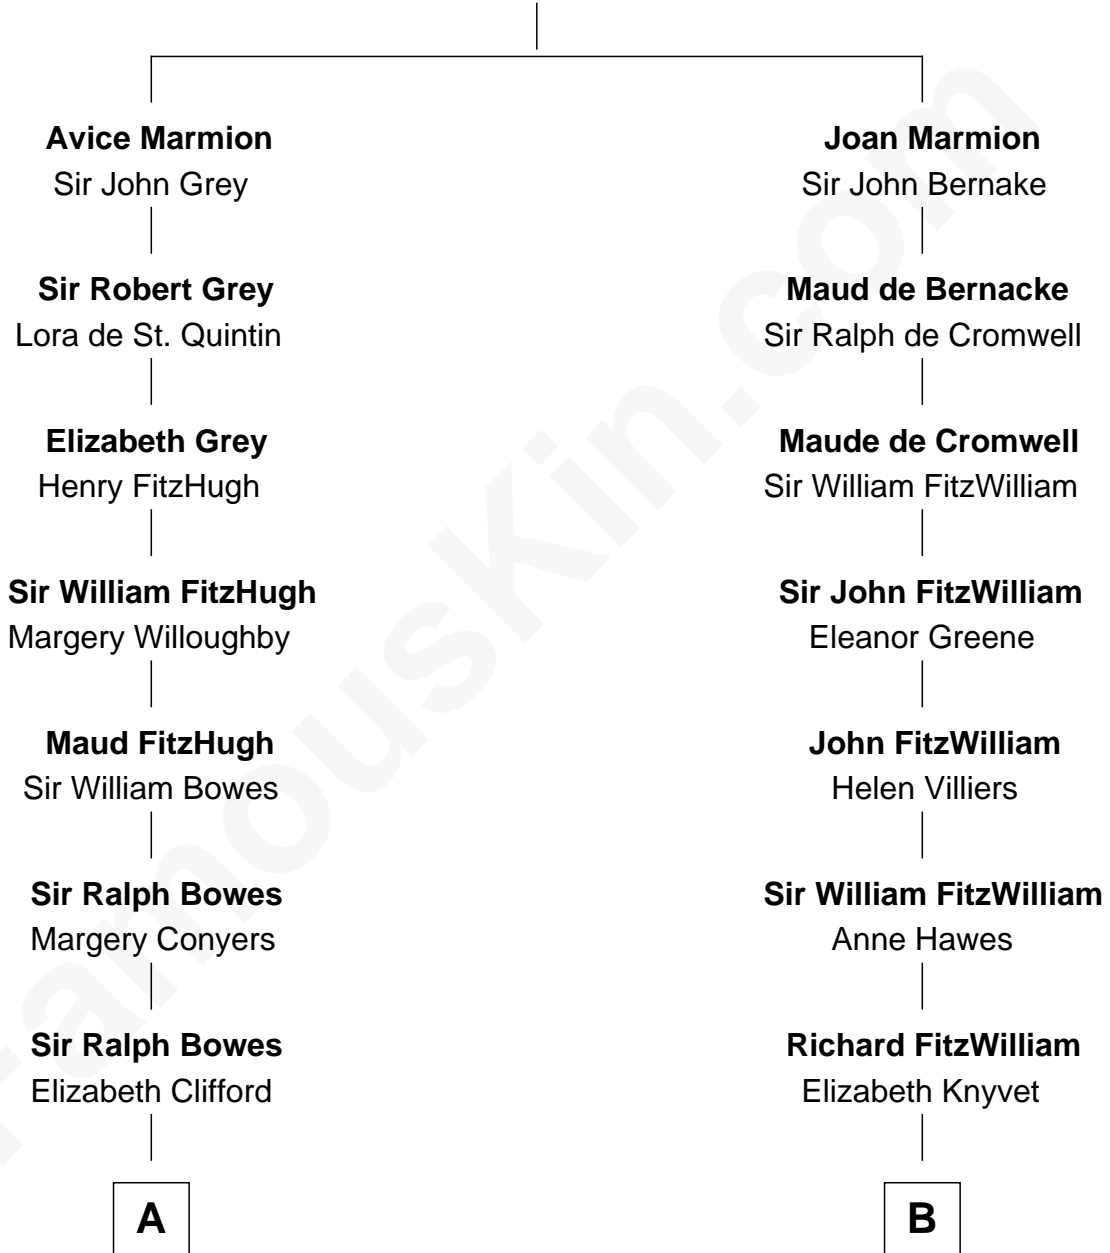 Avice Marmion
Sir John Grey
Sir Robert Grey
Lora de St. Quintin
Elizabeth Grey
Henry FitzHugh
Sir William FitzHugh
Margery Willoughby
Maud FitzHugh
Sir William Bowes
Sir Ralph Bowes
Margery Conyers
Sir Ralph Bowes
Elizabeth Clifford
A
Joan Marmion
Sir John Bernake
Maud de Bernacke
Sir Ralph de Cromwell
Maude de Cromwell
Sir William FitzWilliam
Sir John FitzWilliam
Eleanor Greene
John FitzWilliam
Helen Villiers
Sir William FitzWilliam
Anne Hawes
Richard FitzWilliam
Elizabeth Knyvet
B
FamousKin.com